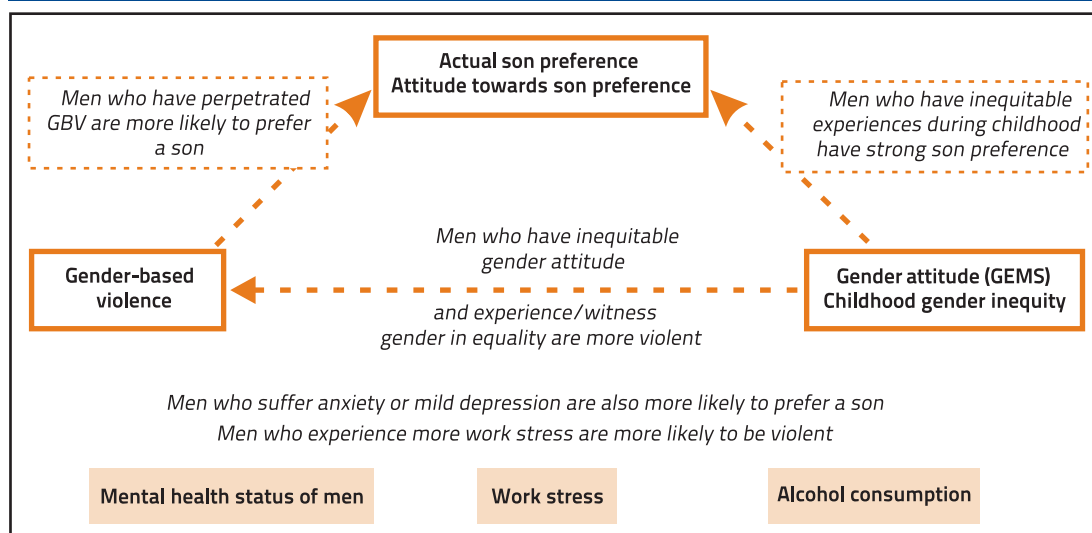 Actual son preference
Attitude towards son preference
Men who have perpetrated
GBV are more likely to prefer
a son
Men who have inequitable
experiences during childhood
have strong son preference
Men who have inequitable
gender attitude
Gender-based
violence
Gender attitude (GEMS)
Childhood gender inequity
and experience/witness
gender in equality are more violent
Men who suffer anxiety or mild depression are also more likely to prefer a son
Men who experience more work stress are more likely to be violent
Mental health status of men
Work stress
Alcohol consumption